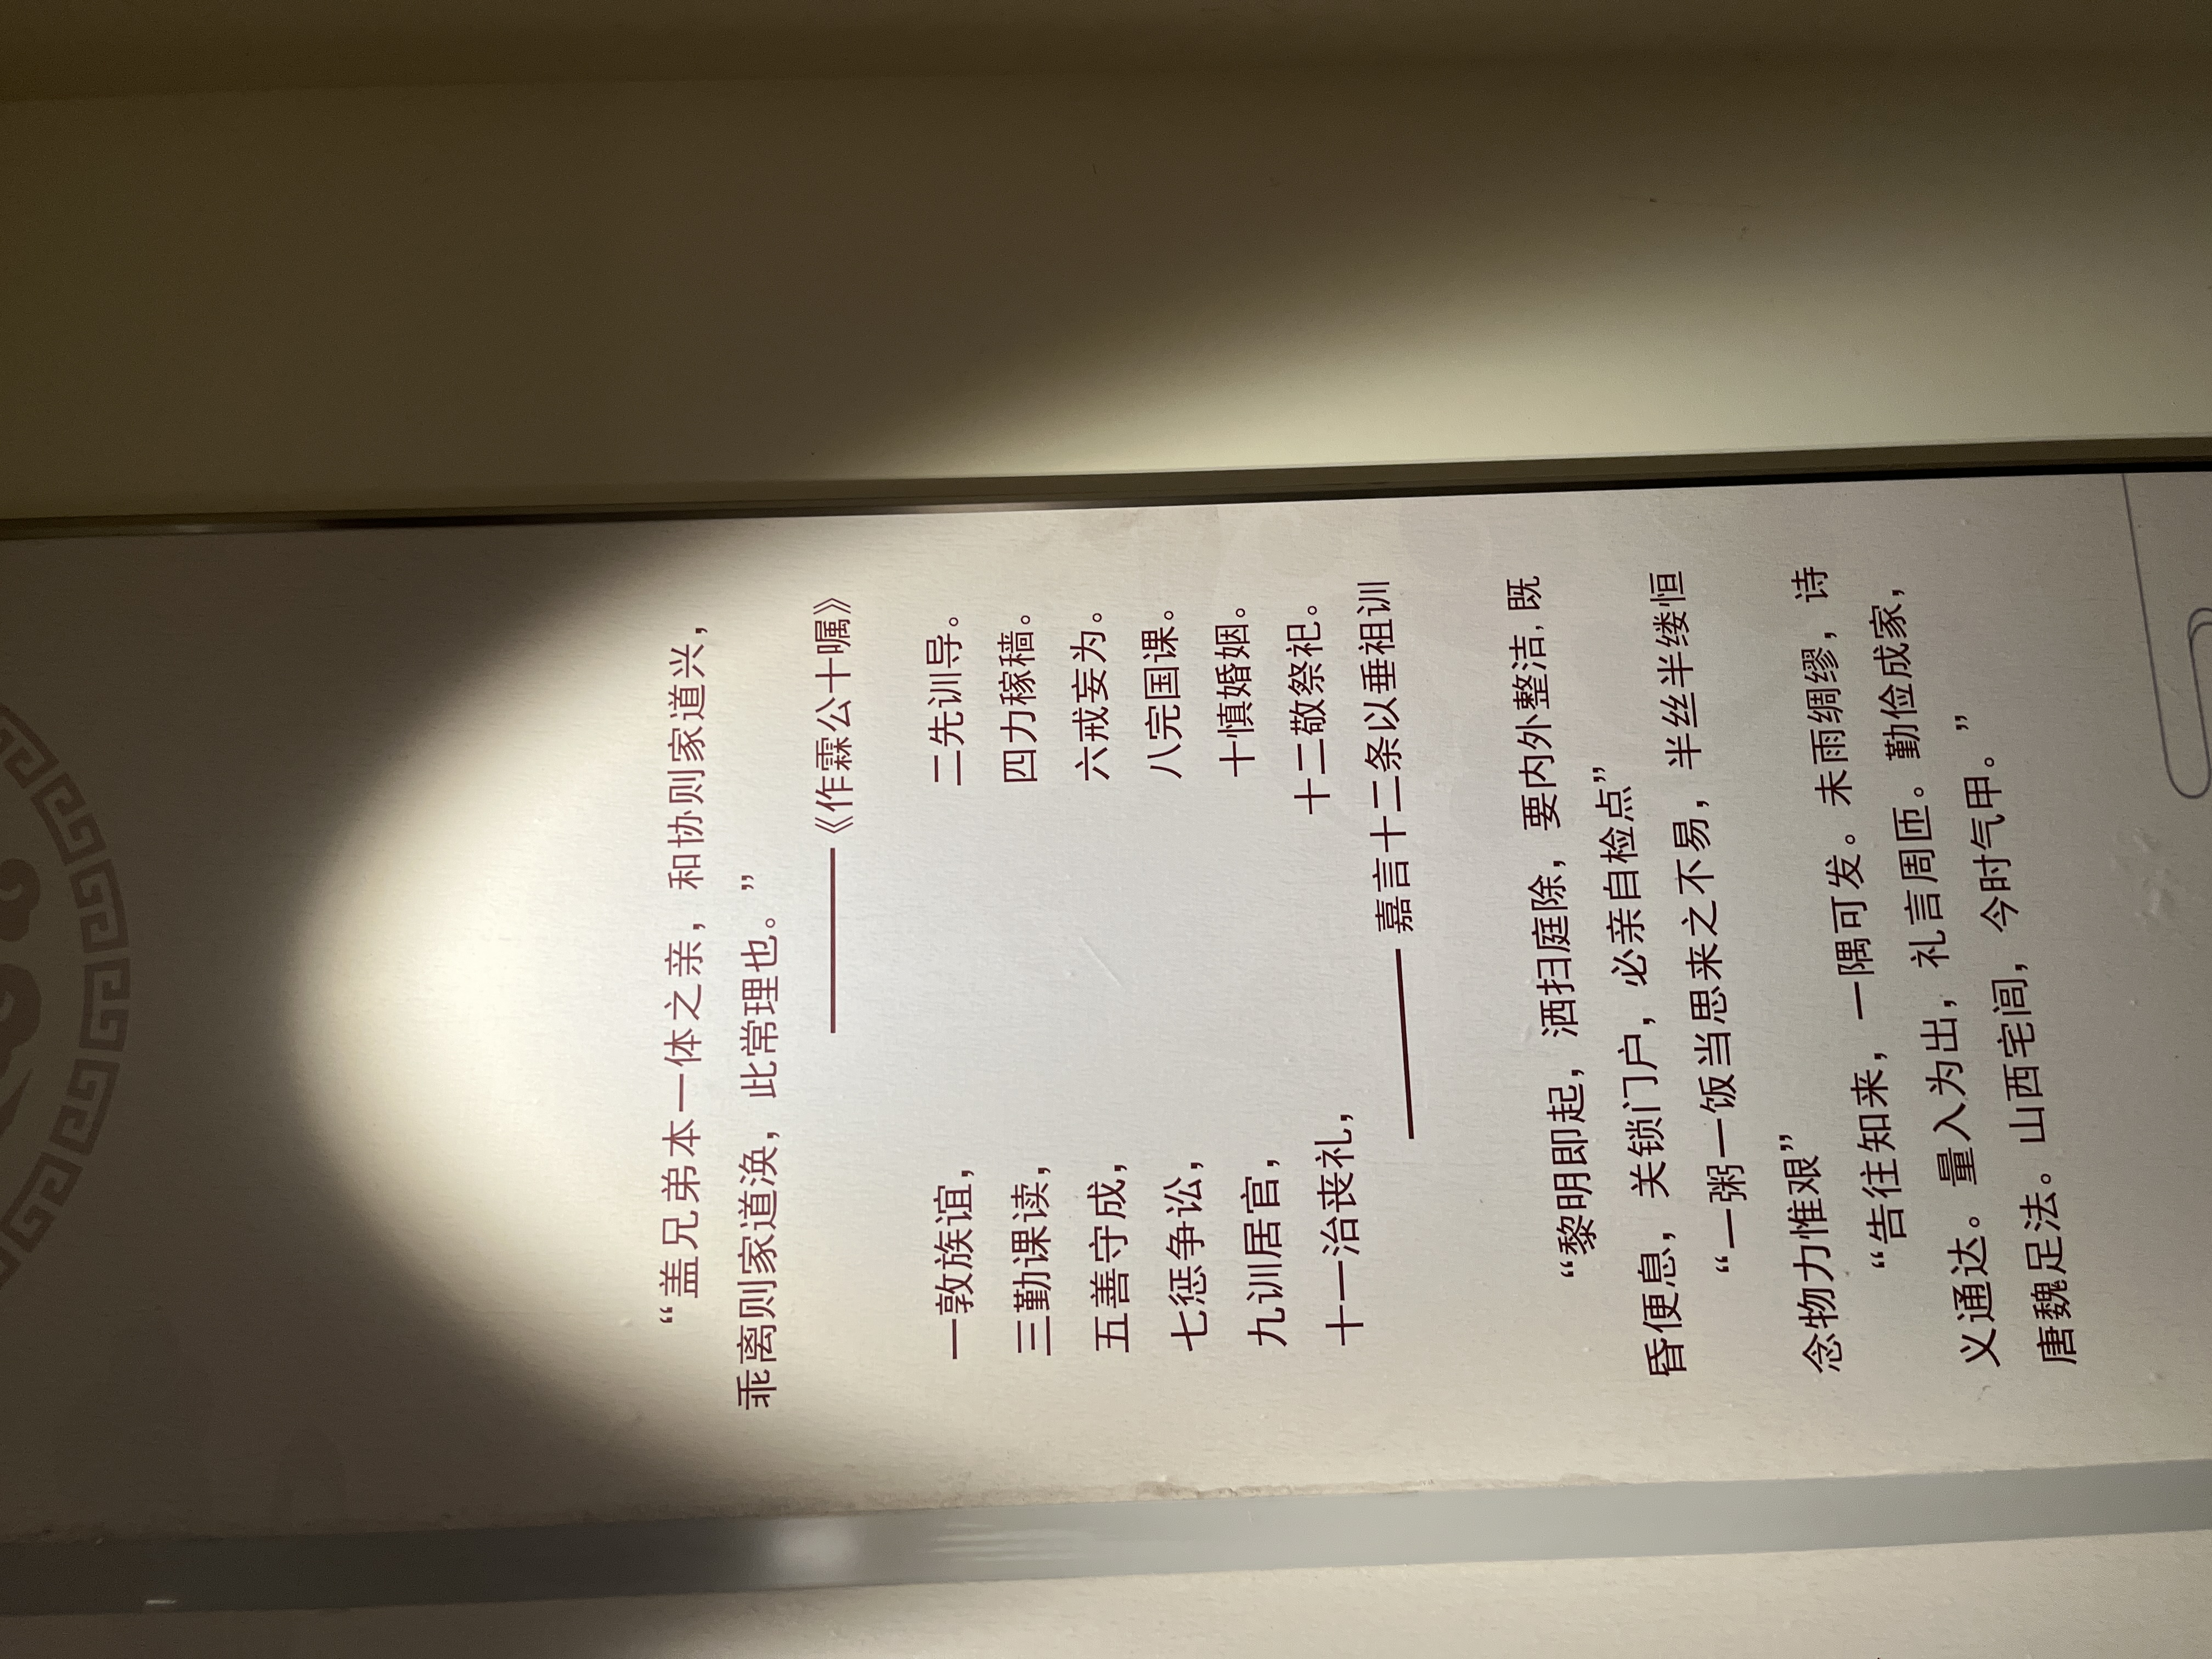 “盖兄弟本一体之亲，和协则家道兴，
乖离则家道涣，此常理也。”
——《作霖公十嘱》
一敦族谊， 二先训导。
三勤课读， 四力稼穑。
五善守成， 六戒妄为。
七惩争讼， 八完国课。
九训居官， 十慎婚姻。
十一治丧礼， 十二敬祭祀。
——嘉言十二条以垂祖训
“黎明即起，洒扫庭除，要内外整洁，既
昏便息，关锁门户，必亲自检点”
“一粥一饭当思来之不易，半丝半缕恒
念物力惟艰”
“告往知来，一隅可发。未雨绸缪，诗
义通达。量入为出，礼言周匝。勤俭成家，
唐魏足法。山西宅闾，今时气甲。”